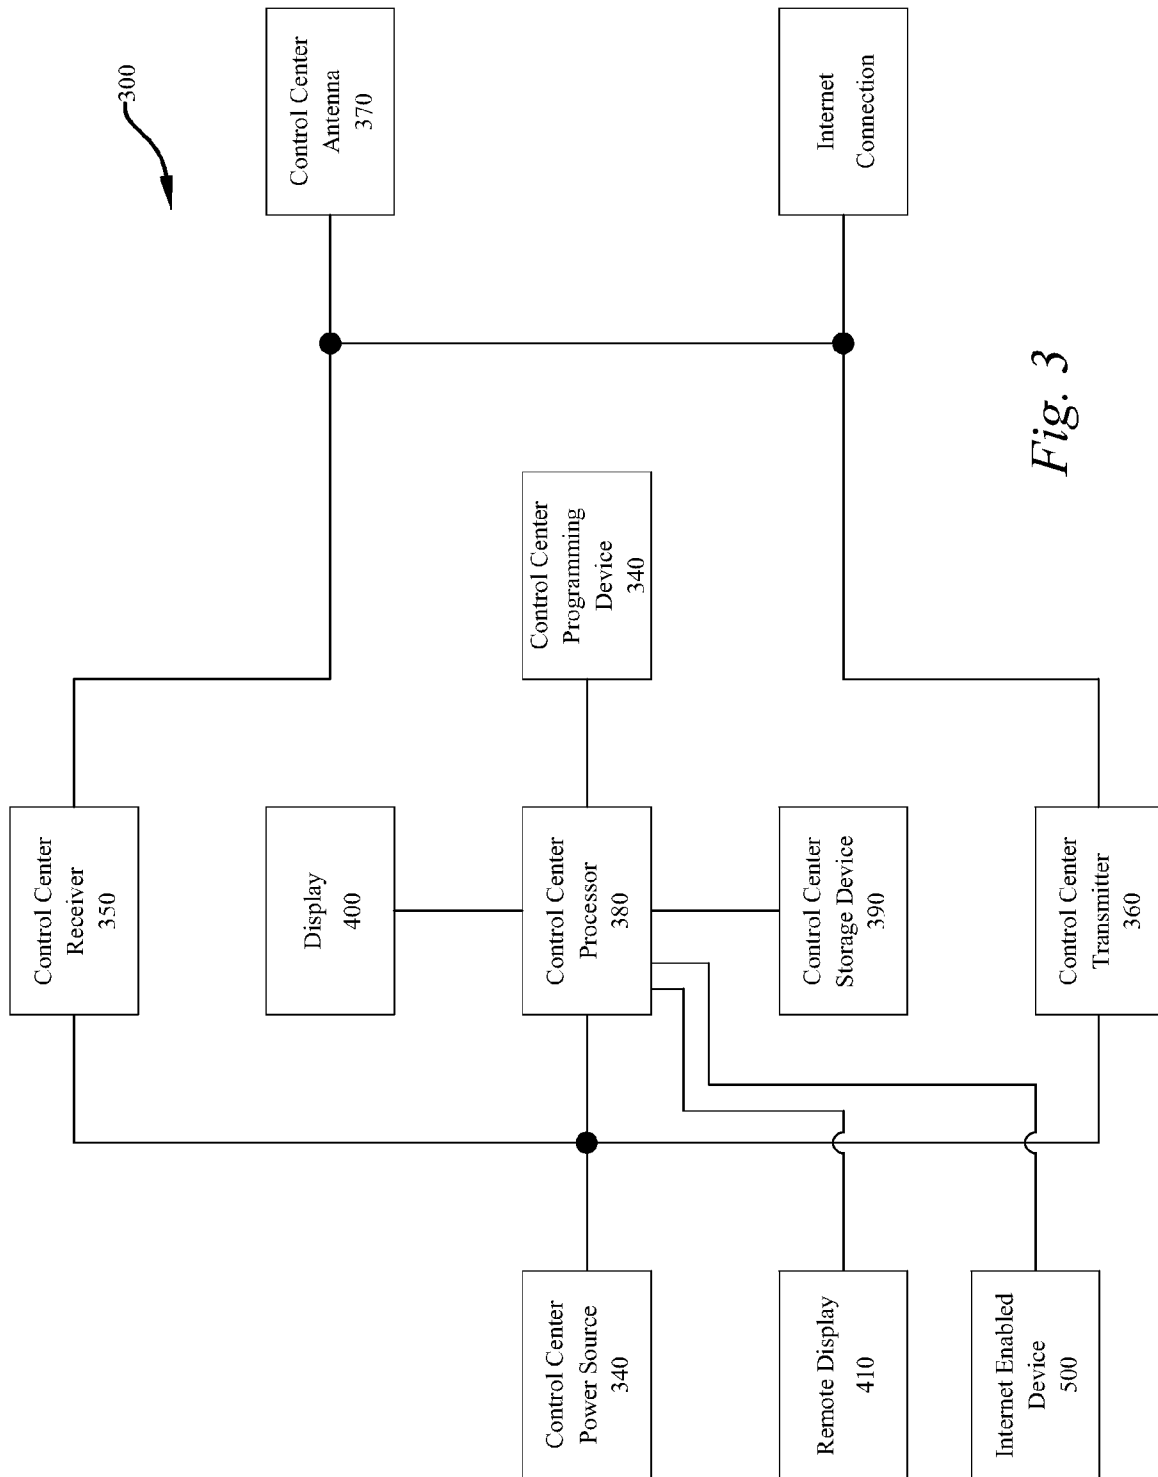 300
Control Center
Receiver
350
Display
400
Control Center
Power Source
340
Control Center
Processor
380
Control Center
Programming
Device
340
Control Center
Antenna
370
Remote Display
410
Control Center
Storage Device
390
Internet
Connection
Internet Enabled
Device
500
Control Center
Transmitter
360
Fig. 3